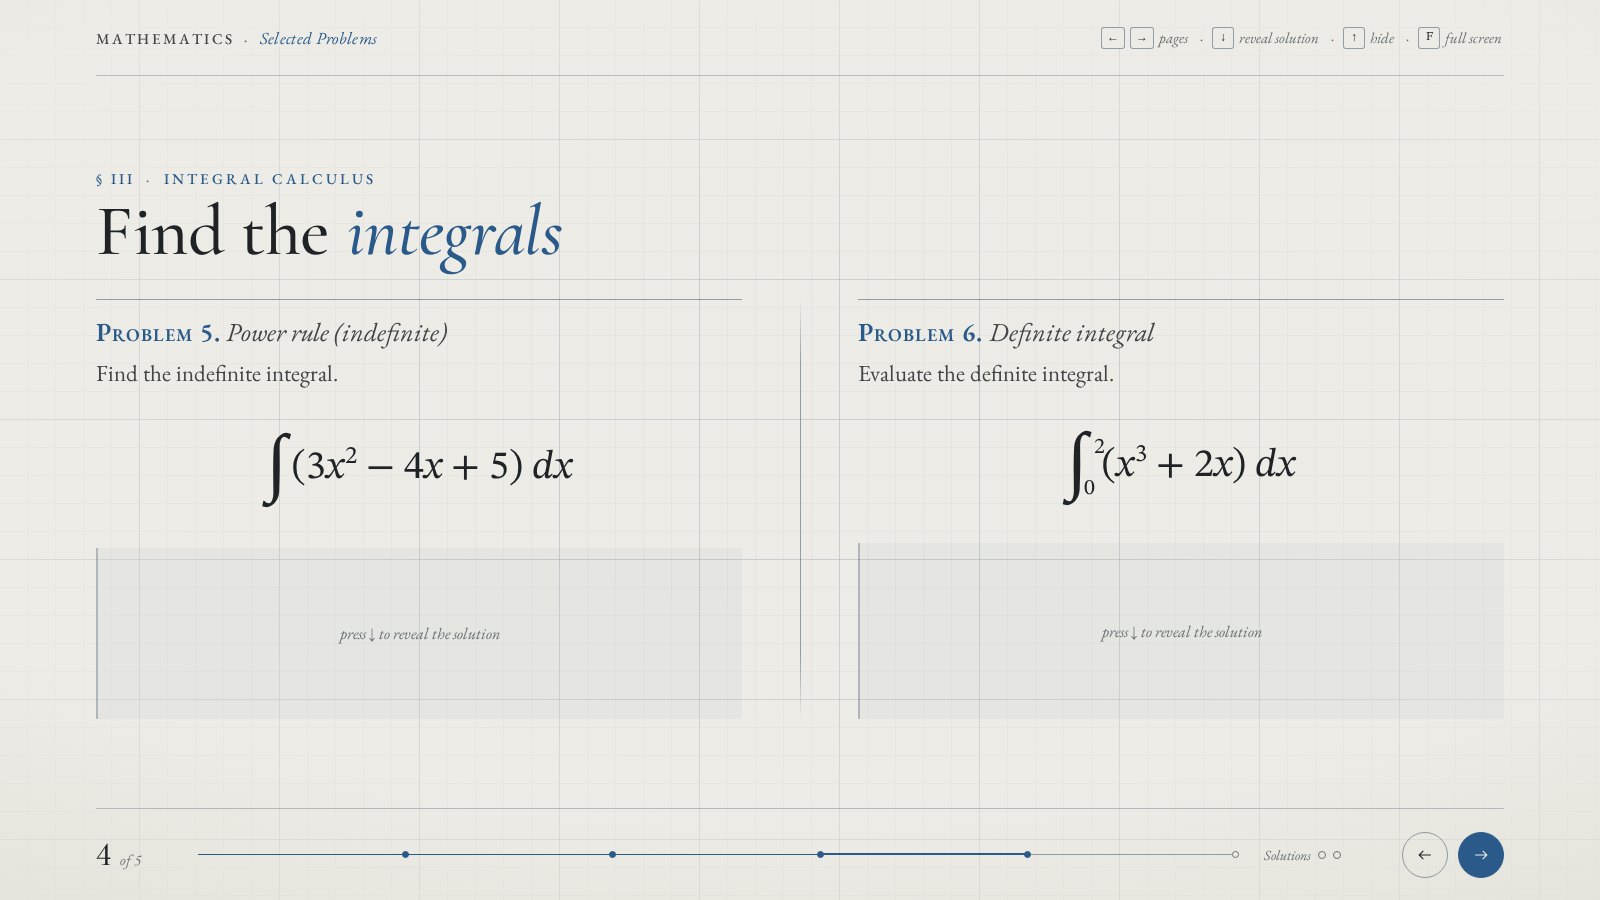 MATHEMATICS · Selected Problems
← → pages · ↓ reveal solution · ↑ hide · F full screen
§ III · INTEGRAL CALCULUS
Find the integrals
Problem 5. Power rule (indefinite)
Find the indefinite integral.
∫(3x² − 4x + 5) dx
press ↓ to reveal the solution
Problem 6. Definite integral
Evaluate the definite integral.
∫₀²(x³ + 2x) dx
press ↓ to reveal the solution
4 of 5
Solutions
← →